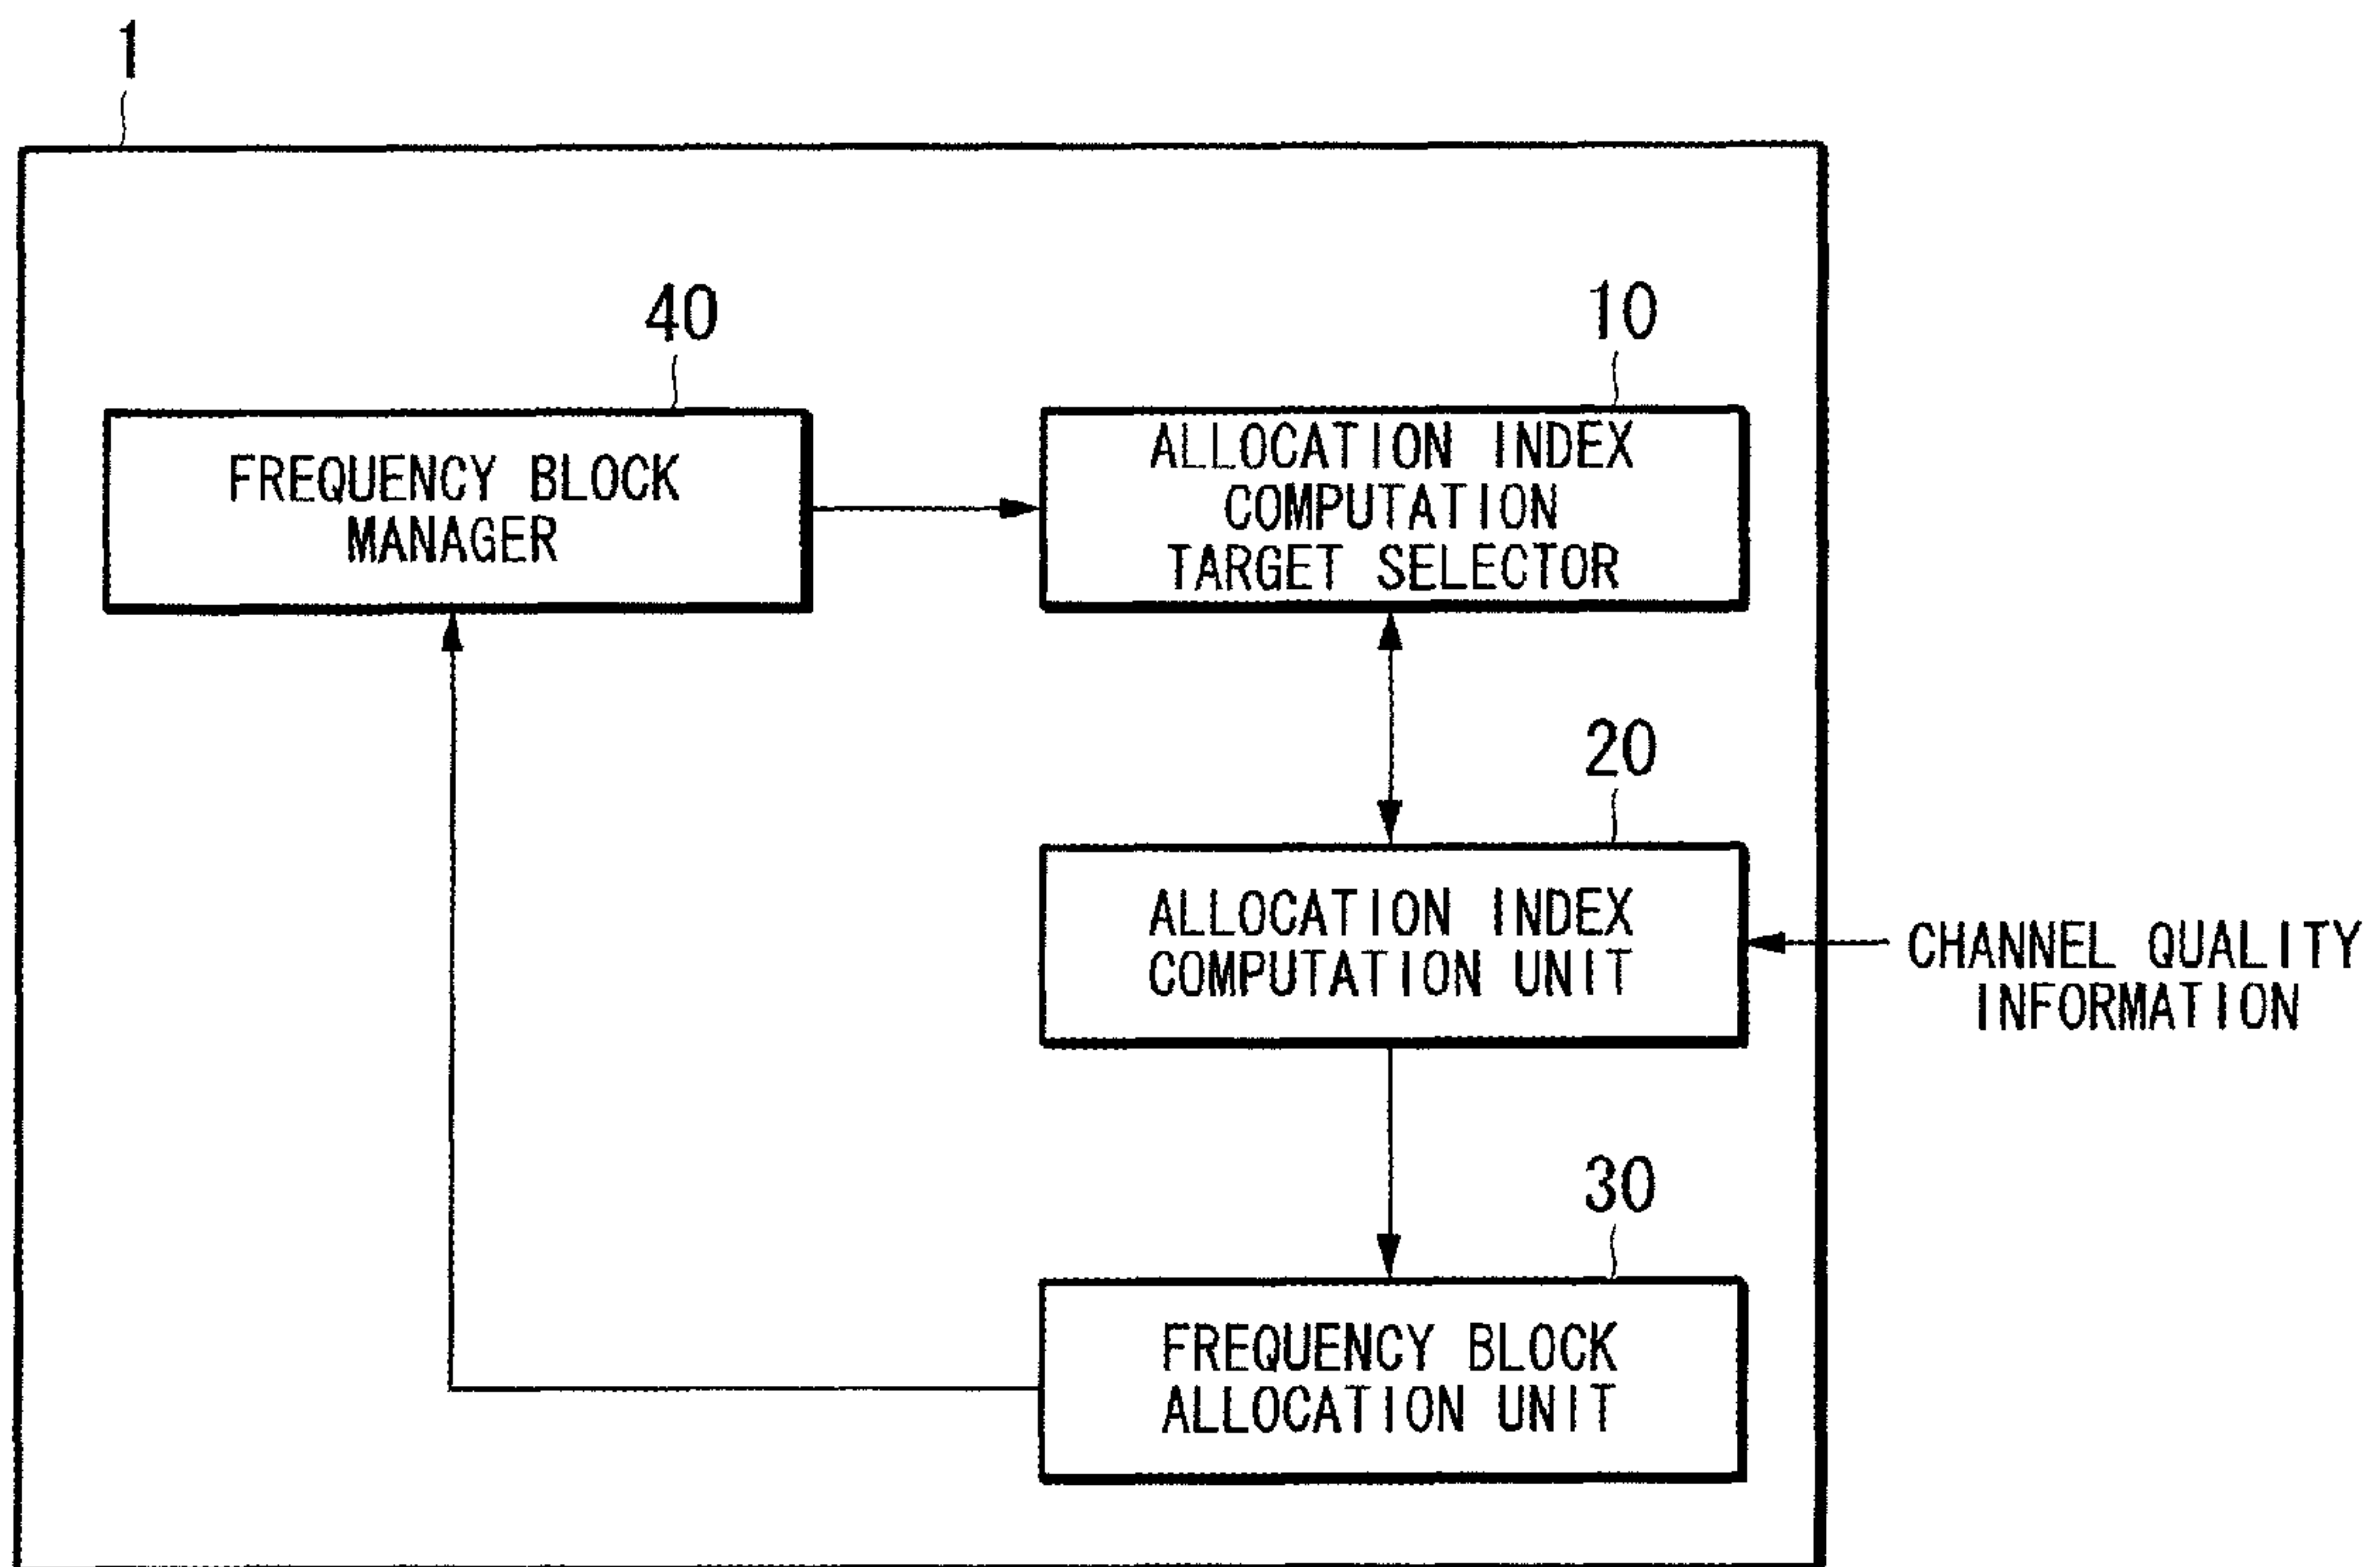 1
40
FREQUENCY BLOCK
MANAGER
10
ALLOCATION INDEX
COMPUTATION
TARGET SELECTOR
20
ALLOCATION INDEX
COMPUTATION UNIT
CHANNEL QUALITY
INFORMATION
30
FREQUENCY BLOCK
ALLOCATION UNIT